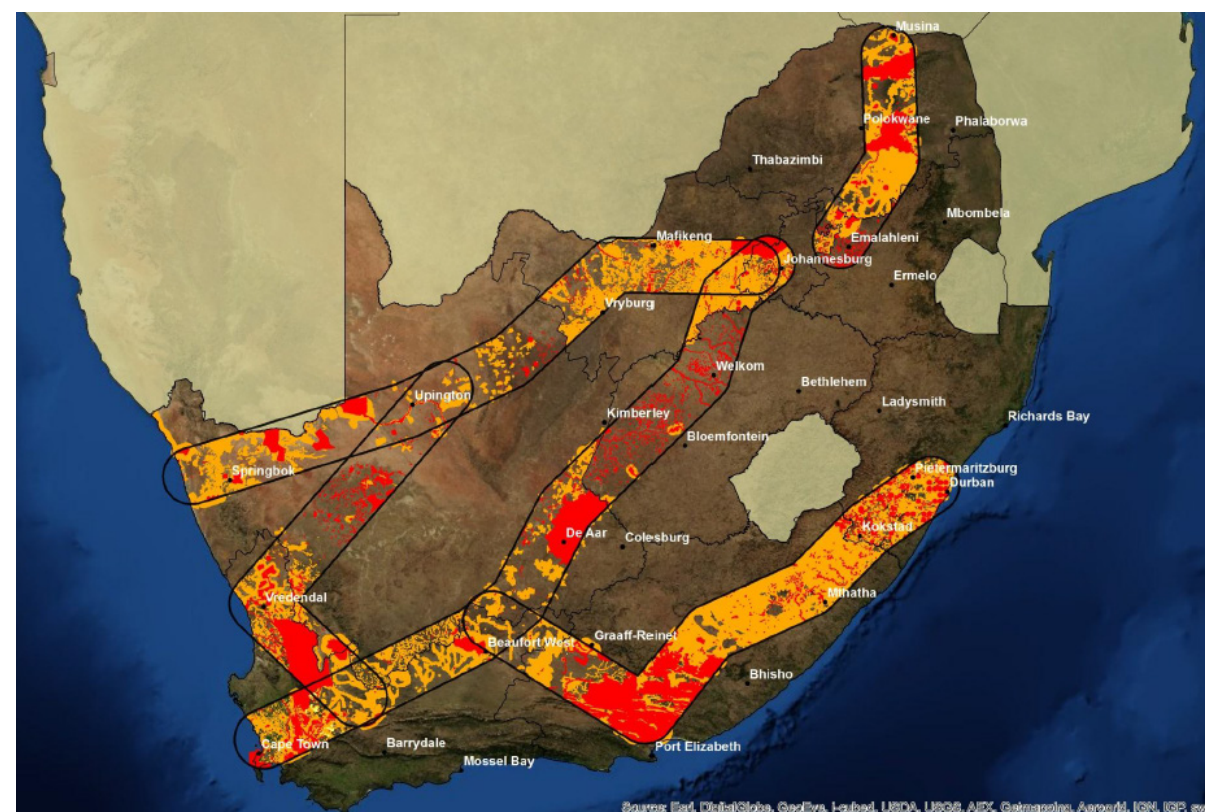 Musina
Polokwane
Phalaborwa
Thabazimbi
Mbombela
Mafikeng
Emalahleni
Johannesburg
Ermelo
Vryburg
Welkom
Bethlehem
Upington
Ladysmith
Kimberley
Richards Bay
Bloemfontein
Springbok
Pietermaritzburg
Durban
Kokstad
De Aar
Colesburg
Vredendal
Mthatha
Beaufort West
Graaff-Reinet
Bhisho
Cape Town
Barrydale
Port Elizabeth
Mossel Bay
Source: Esri, DigitalGlobe, GeoEye, i-cubed, USDA, USGS, AEX, Getmapping, Aerogrid, IGN, IGP, sw